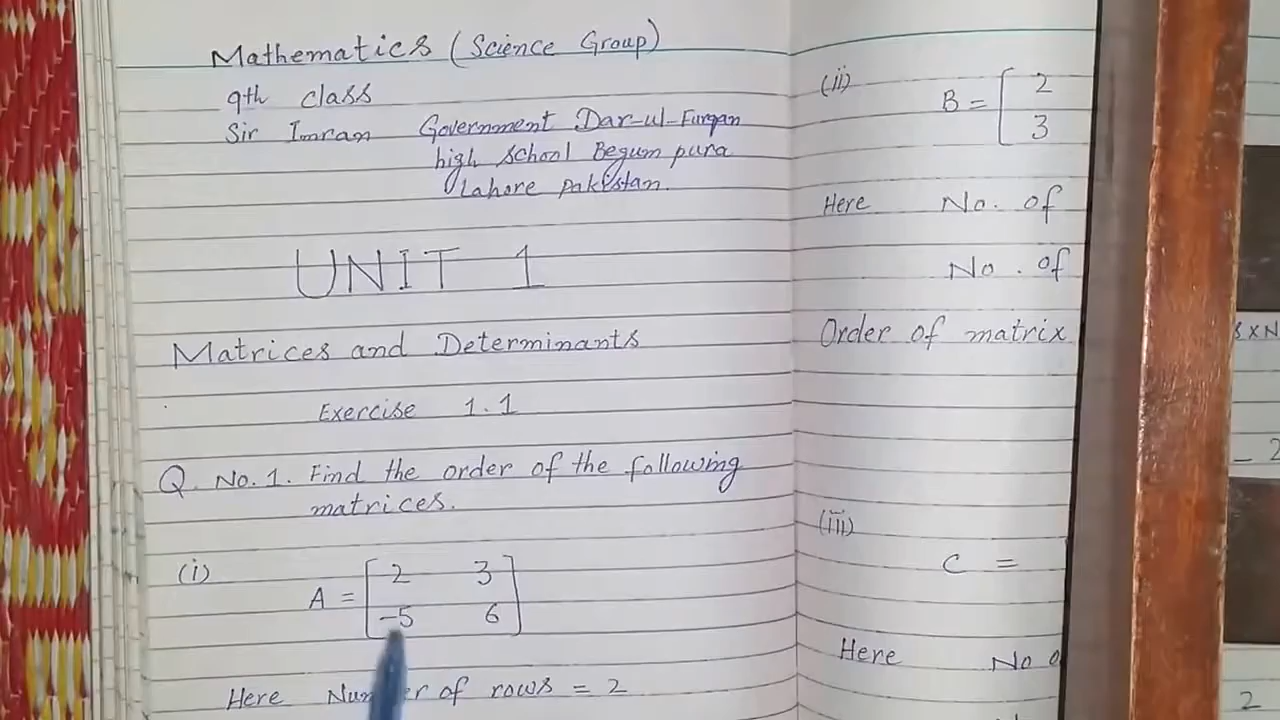 Mathematics (Science Group)
9th class
Sir Imran Government Dar-ul-Furqan
high school Begum pura
Lahore pakistan.
UNIT 1
Matrices and Determinants
Exercise 1.1
Q. No. 1. Find the order of the following
matrices.
(i)
A = [ 2 3
-5 6 ]
Here Number of rows = 2
(ii)
B = [ 2
3
Here No. of
No. of
Order of matrix
(iii)
C =
Here No o